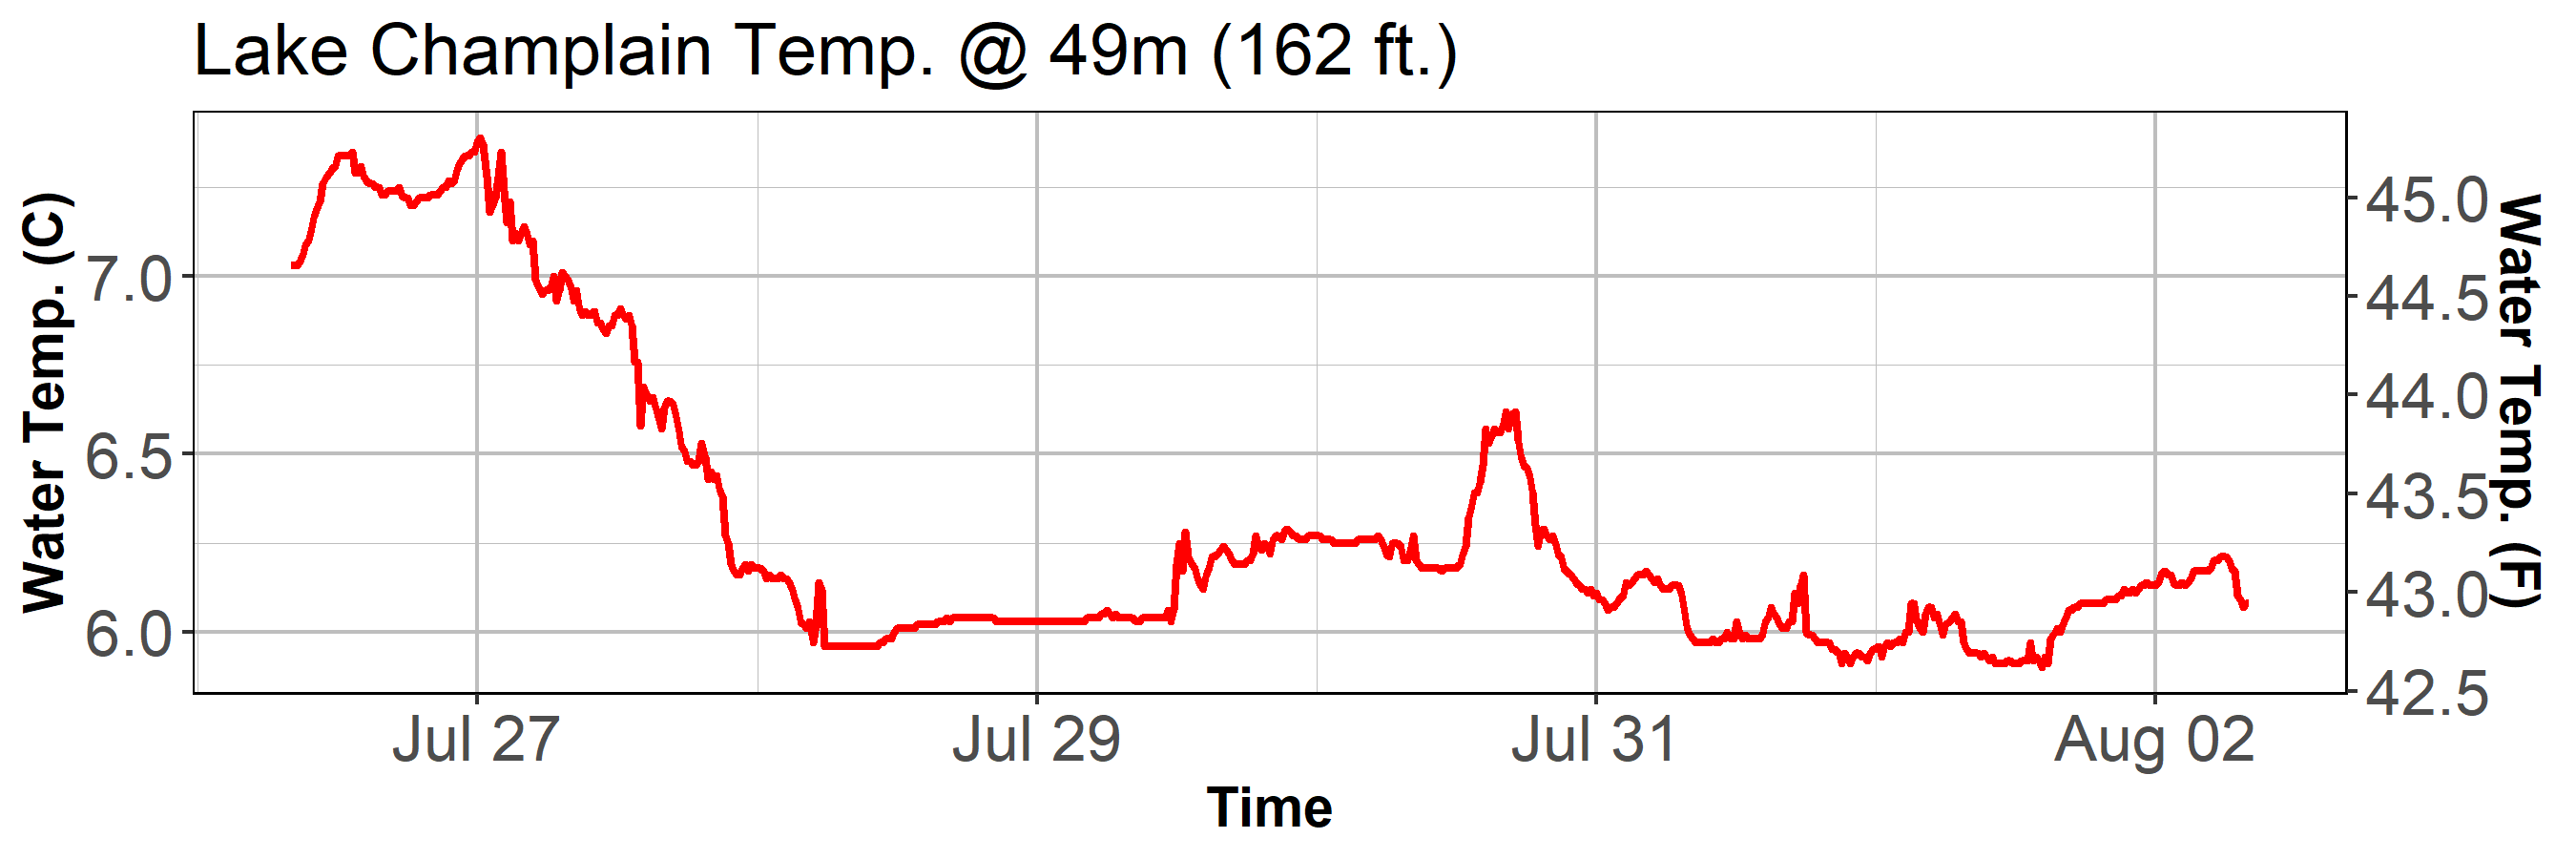 Lake Champlain Temp. @ 49m (162 ft.)
Water Temp. (C)
7.0
6.5
6.0
45.0
44.5
44.0
43.5
43.0
42.5
Water Temp. (F)
Jul 27 Jul 29 Jul 31 Aug 02
Time